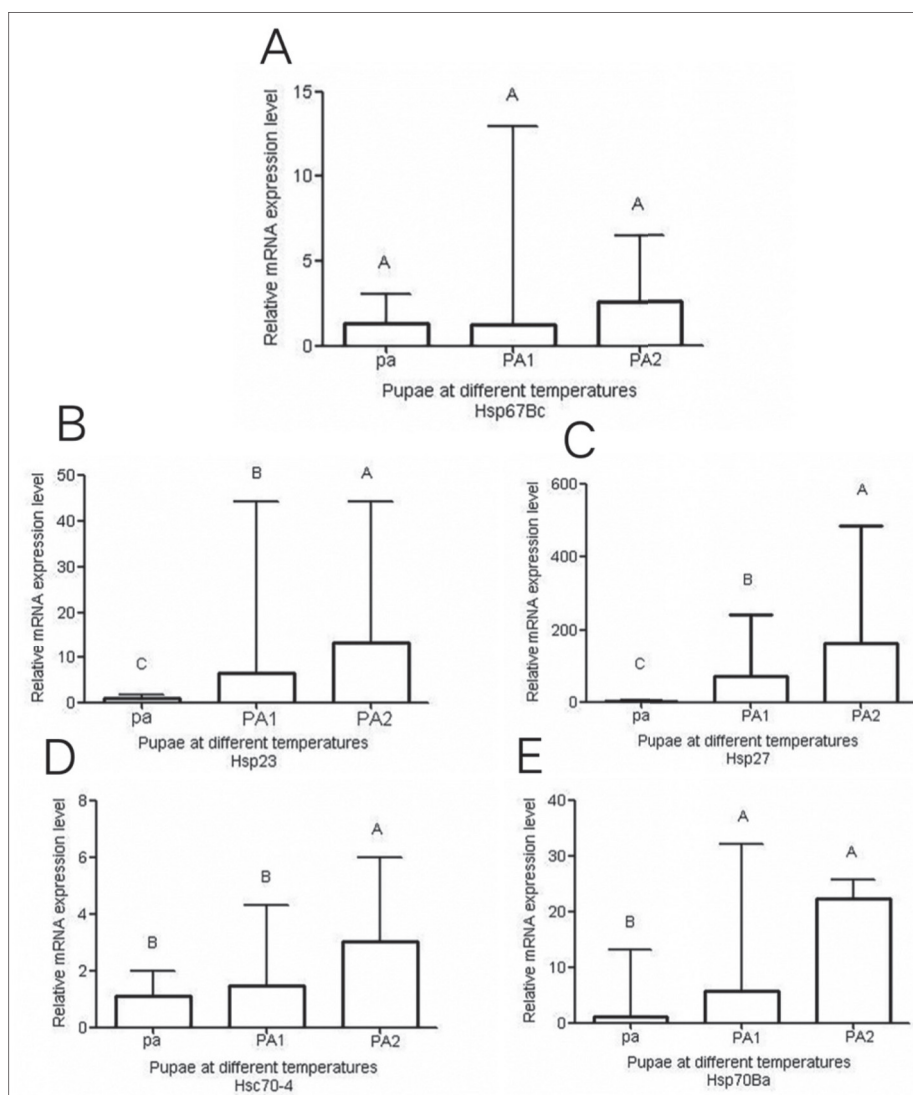 A
Relative mRNA expression level
15
10
5
0
A
A
A
pa
PA1
PA2
Pupae at different temperatures
Hsp67Bc
B
Relative mRNA expression level
50
40
30
20
10
0
C
B
A
pa
PA1
PA2
Pupae at different temperatures
Hsp23
C
Relative mRNA expression level
600
400
200
0
C
B
A
pa
PA1
PA2
Pupae at different temperatures
Hsp27
D
Relative mRNA expression level
8
6
4
2
0
B
B
A
pa
PA1
PA2
Pupae at different temperatures
Hsc70-4
E
Relative mRNA expression level
40
30
20
10
0
B
A
A
pa
PA1
PA2
Pupae at different temperatures
Hsp70Ba